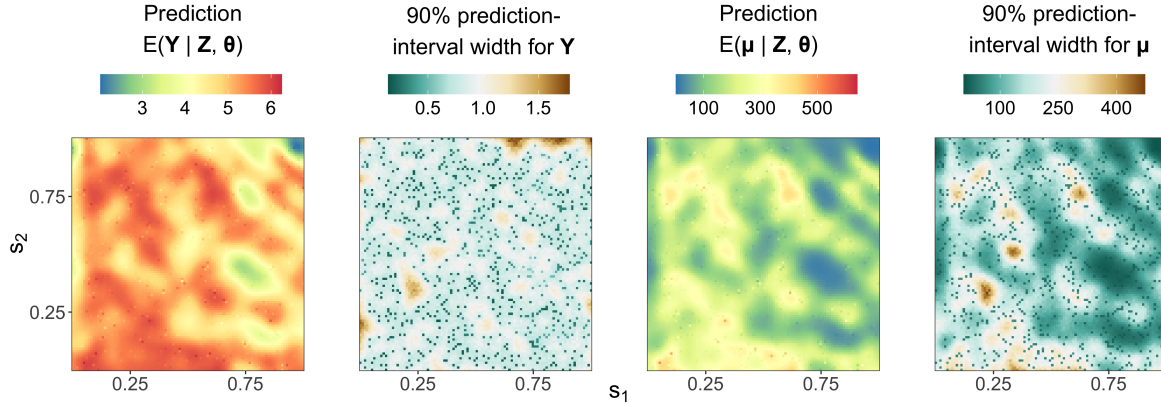 Prediction
E(Y | Z, θ)
90% prediction-
interval width for Y
Prediction
E(μ | Z, θ)
90% prediction-
interval width for μ
3 4 5 6
0.5 1.0 1.5
100 300 500
100 250 400
0.75
0.25
s₂
0.25 0.75
0.25 0.75
0.25 0.75
0.25 0.75
s₁